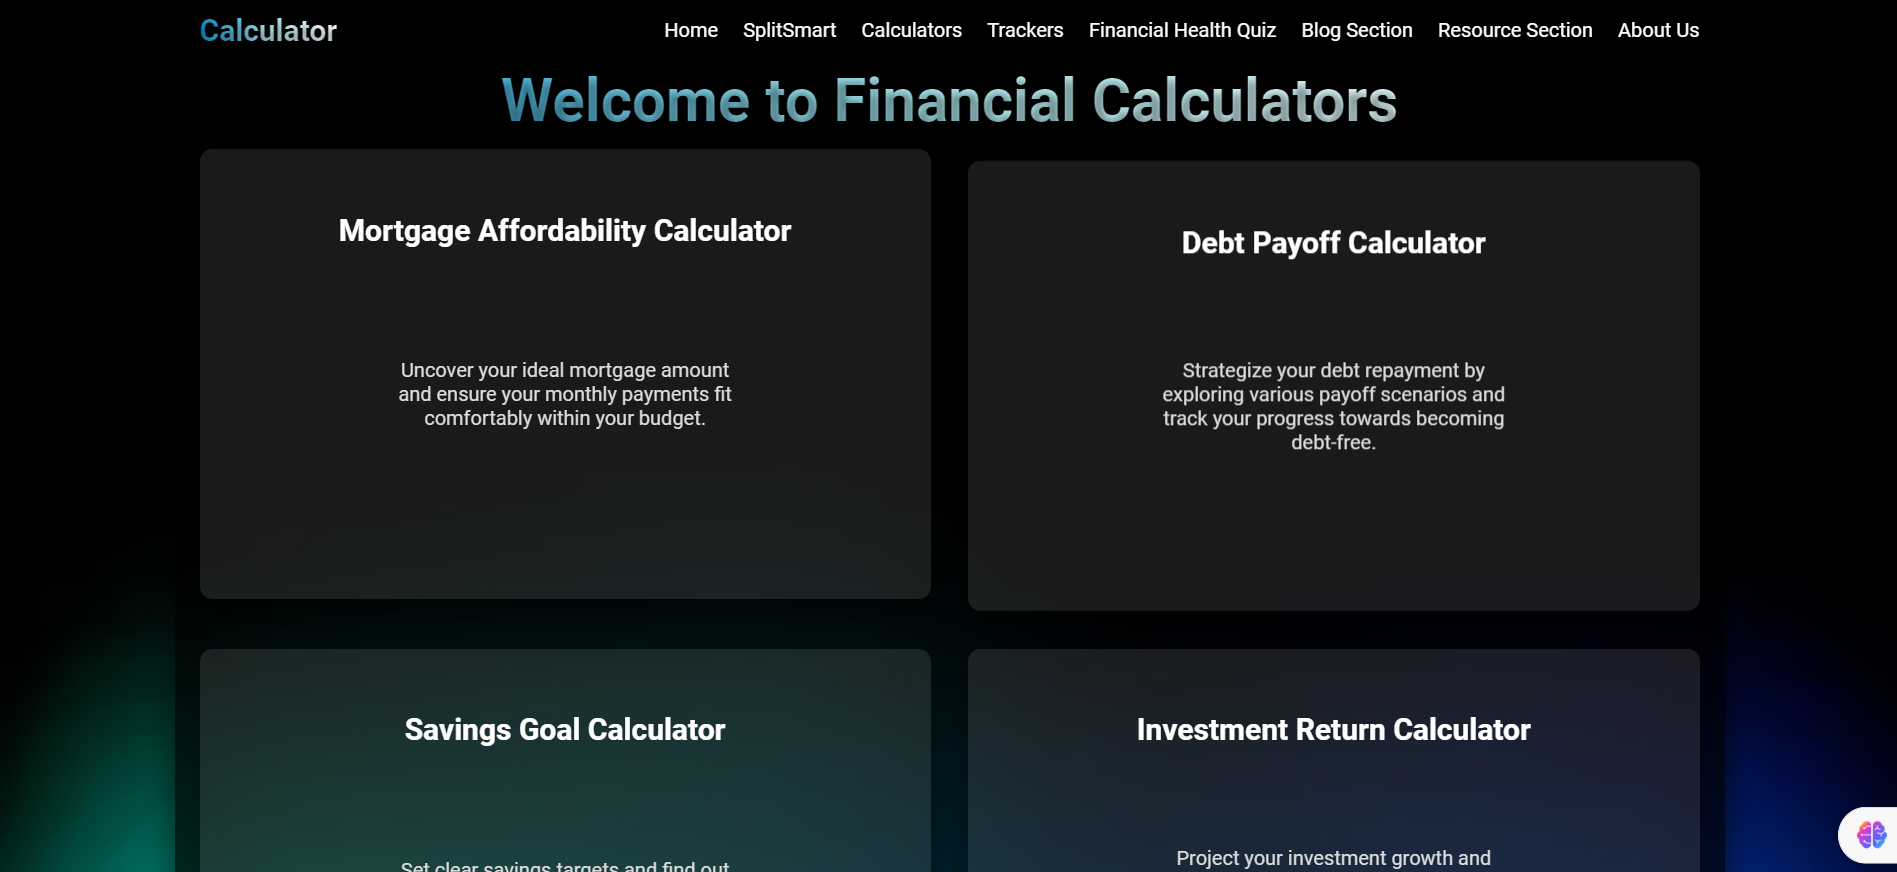 Calculator
Home
SplitSmart
Calculators
Trackers
Financial Health Quiz
Blog Section
Resource Section
About Us
Welcome to Financial Calculators
Mortgage Affordability Calculator
Uncover your ideal mortgage amount
and ensure your monthly payments fit
comfortably within your budget.
Debt Payoff Calculator
Strategize your debt repayment by
exploring various payoff scenarios and
track your progress towards becoming
debt-free.
Savings Goal Calculator
Set clear savings targets and find out
Investment Return Calculator
Project your investment growth and